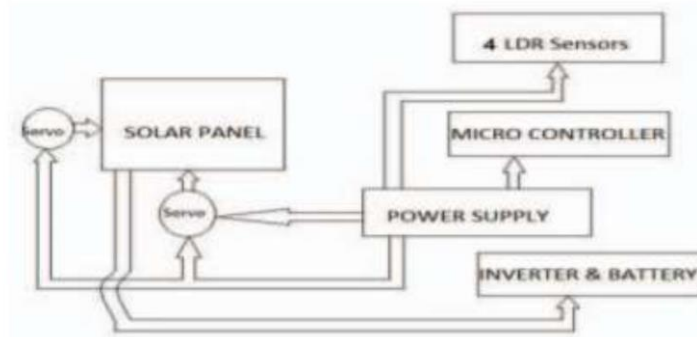 4 LDR Sensors
Servo
SOLAR PANEL
MICRO CONTROLLER
Servo
POWER SUPPLY
INVERTER & BATTERY